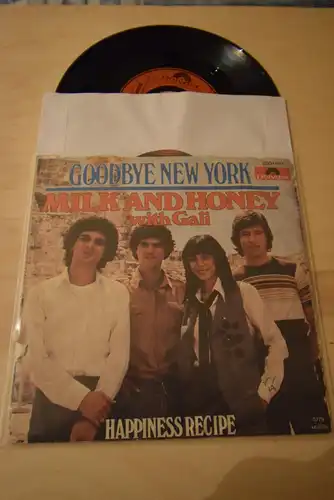 GOODBYE NEW YORK
MILK AND HONEY
with Gali
HAPPINESS RECIPE